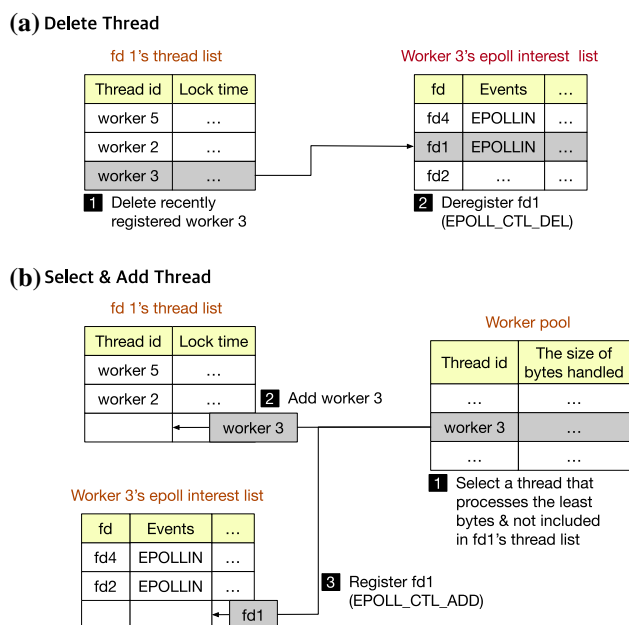 (a) Delete Thread
fd 1's thread list
Thread id Lock time
worker 5 ...
worker 2 ...
worker 3 ...
1 Delete recently
registered worker 3
Worker 3's epoll interest list
fd Events ...
fd4 EPOLLIN ...
fd1 EPOLLIN ...
fd2 ... ...
2 Deregister fd1
(EPOLL_CTL_DEL)
(b) Select & Add Thread
fd 1's thread list
Thread id Lock time
worker 5 ...
worker 2 ...
2 Add worker 3
worker 3
Worker pool
Thread id The size of
bytes handled
... ...
worker 3 ...
... ...
1 Select a thread that
processes the least
bytes & not included
in fd1's thread list
Worker 3's epoll interest list
fd Events ...
fd4 EPOLLIN ...
fd2 EPOLLIN ...
fd1
3 Register fd1
(EPOLL_CTL_ADD)